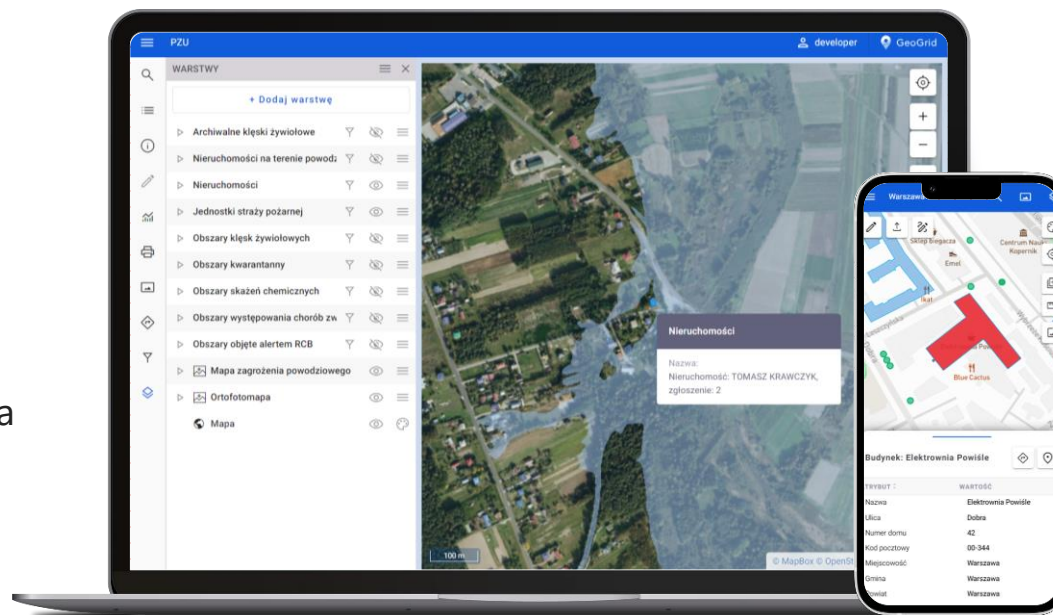 PZU
developer
GeoGrid
WARSTWY
+ Dodaj warstwę
Archiwalne klęski żywiołowe
Nieruchomości na terenie powodz
Nieruchomości
Jednostki straży pożarnej
Obszary klęsk żywiołowych
Obszary kwarantanny
Obszary skażeń chemicznych
Obszary występowania chorób zw
Obszary objęte alertem RCB
Mapa zagrożenia powodziowego
Ortofotomapa
Mapa
+
−
Nieruchomości
Nazwa:
Nieruchomość: TOMASZ KRAWCZYK,
zgłoszenie: 2
100 m
© MapBox © OpenSt
a
Warszawa
Sklep Biegacza
Centrum Nauk
Kopernik
Emel
Ikat
Leszczyńska
Dobra
Blue Cactus
Budynek: Elektrownia Powiśle
TRYBUT
WARTOŚĆ
Nazwa Elektrownia Powiśle
Ulica Dobra
Numer domu 42
Kod pocztowy 00-344
Miejscowość Warszawa
Gmina Warszawa
Powiat Warszawa